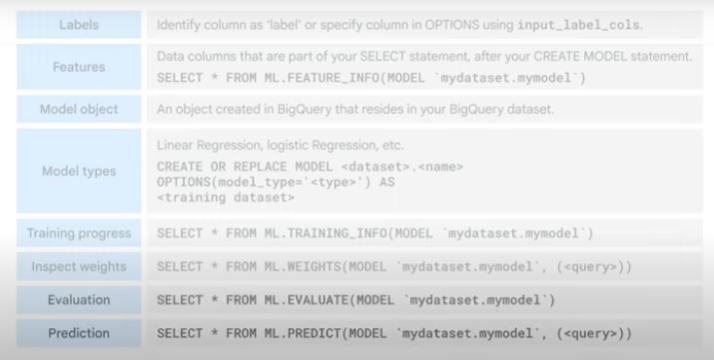 Labels
Identify column as 'label' or specify column in OPTIONS using input_label_cols.
Features
Data columns that are part of your SELECT statement, after your CREATE MODEL statement.
SELECT * FROM ML.FEATURE_INFO(MODEL `mydataset.mymodel`)
Model object
An object created in BigQuery that resides in your BigQuery dataset.
Model types
Linear Regression, logistic Regression, etc.
CREATE OR REPLACE MODEL <dataset>.<name>
OPTIONS(model_type='<type>') AS
<training dataset>
Training progress
SELECT * FROM ML.TRAINING_INFO(MODEL `mydataset.mymodel`)
Inspect weights
SELECT * FROM ML.WEIGHTS(MODEL `mydataset.mymodel`, (<query>))
Evaluation
SELECT * FROM ML.EVALUATE(MODEL `mydataset.mymodel`)
Prediction
SELECT * FROM ML.PREDICT(MODEL `mydataset.mymodel`, (<query>))